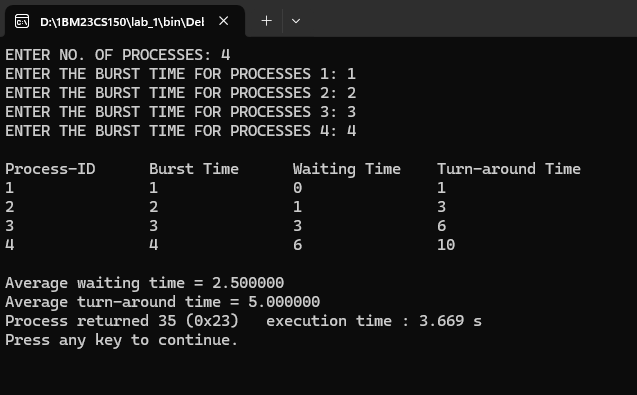 D:\1BM23CS150\lab_1\bin\Del
ENTER NO. OF PROCESSES: 4
ENTER THE BURST TIME FOR PROCESSES 1: 1
ENTER THE BURST TIME FOR PROCESSES 2: 2
ENTER THE BURST TIME FOR PROCESSES 3: 3
ENTER THE BURST TIME FOR PROCESSES 4: 4
Process-ID Burst Time Waiting Time Turn-around Time
1 1 0 1
2 2 1 3
3 3 3 6
4 4 6 10
Average waiting time = 2.500000
Average turn-around time = 5.000000
Process returned 35 (0x23) execution time : 3.669 s
Press any key to continue.